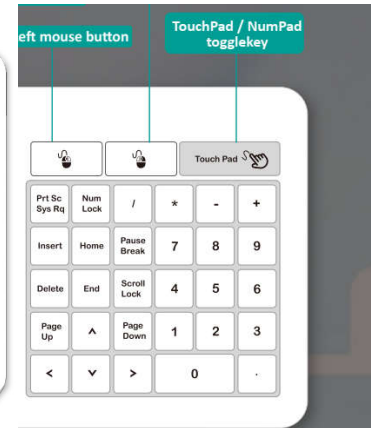 TouchPad / NumPad
togglekey
eft mouse button
Touch Pad
Prt Sc
Sys Rq
Num
Lock
/
*
-
+
Insert
Home
Pause
Break
7
8
9
Delete
End
Scroll
Lock
4
5
6
Page
Up
^
Page
Down
1
2
3
<
v
>
0
.